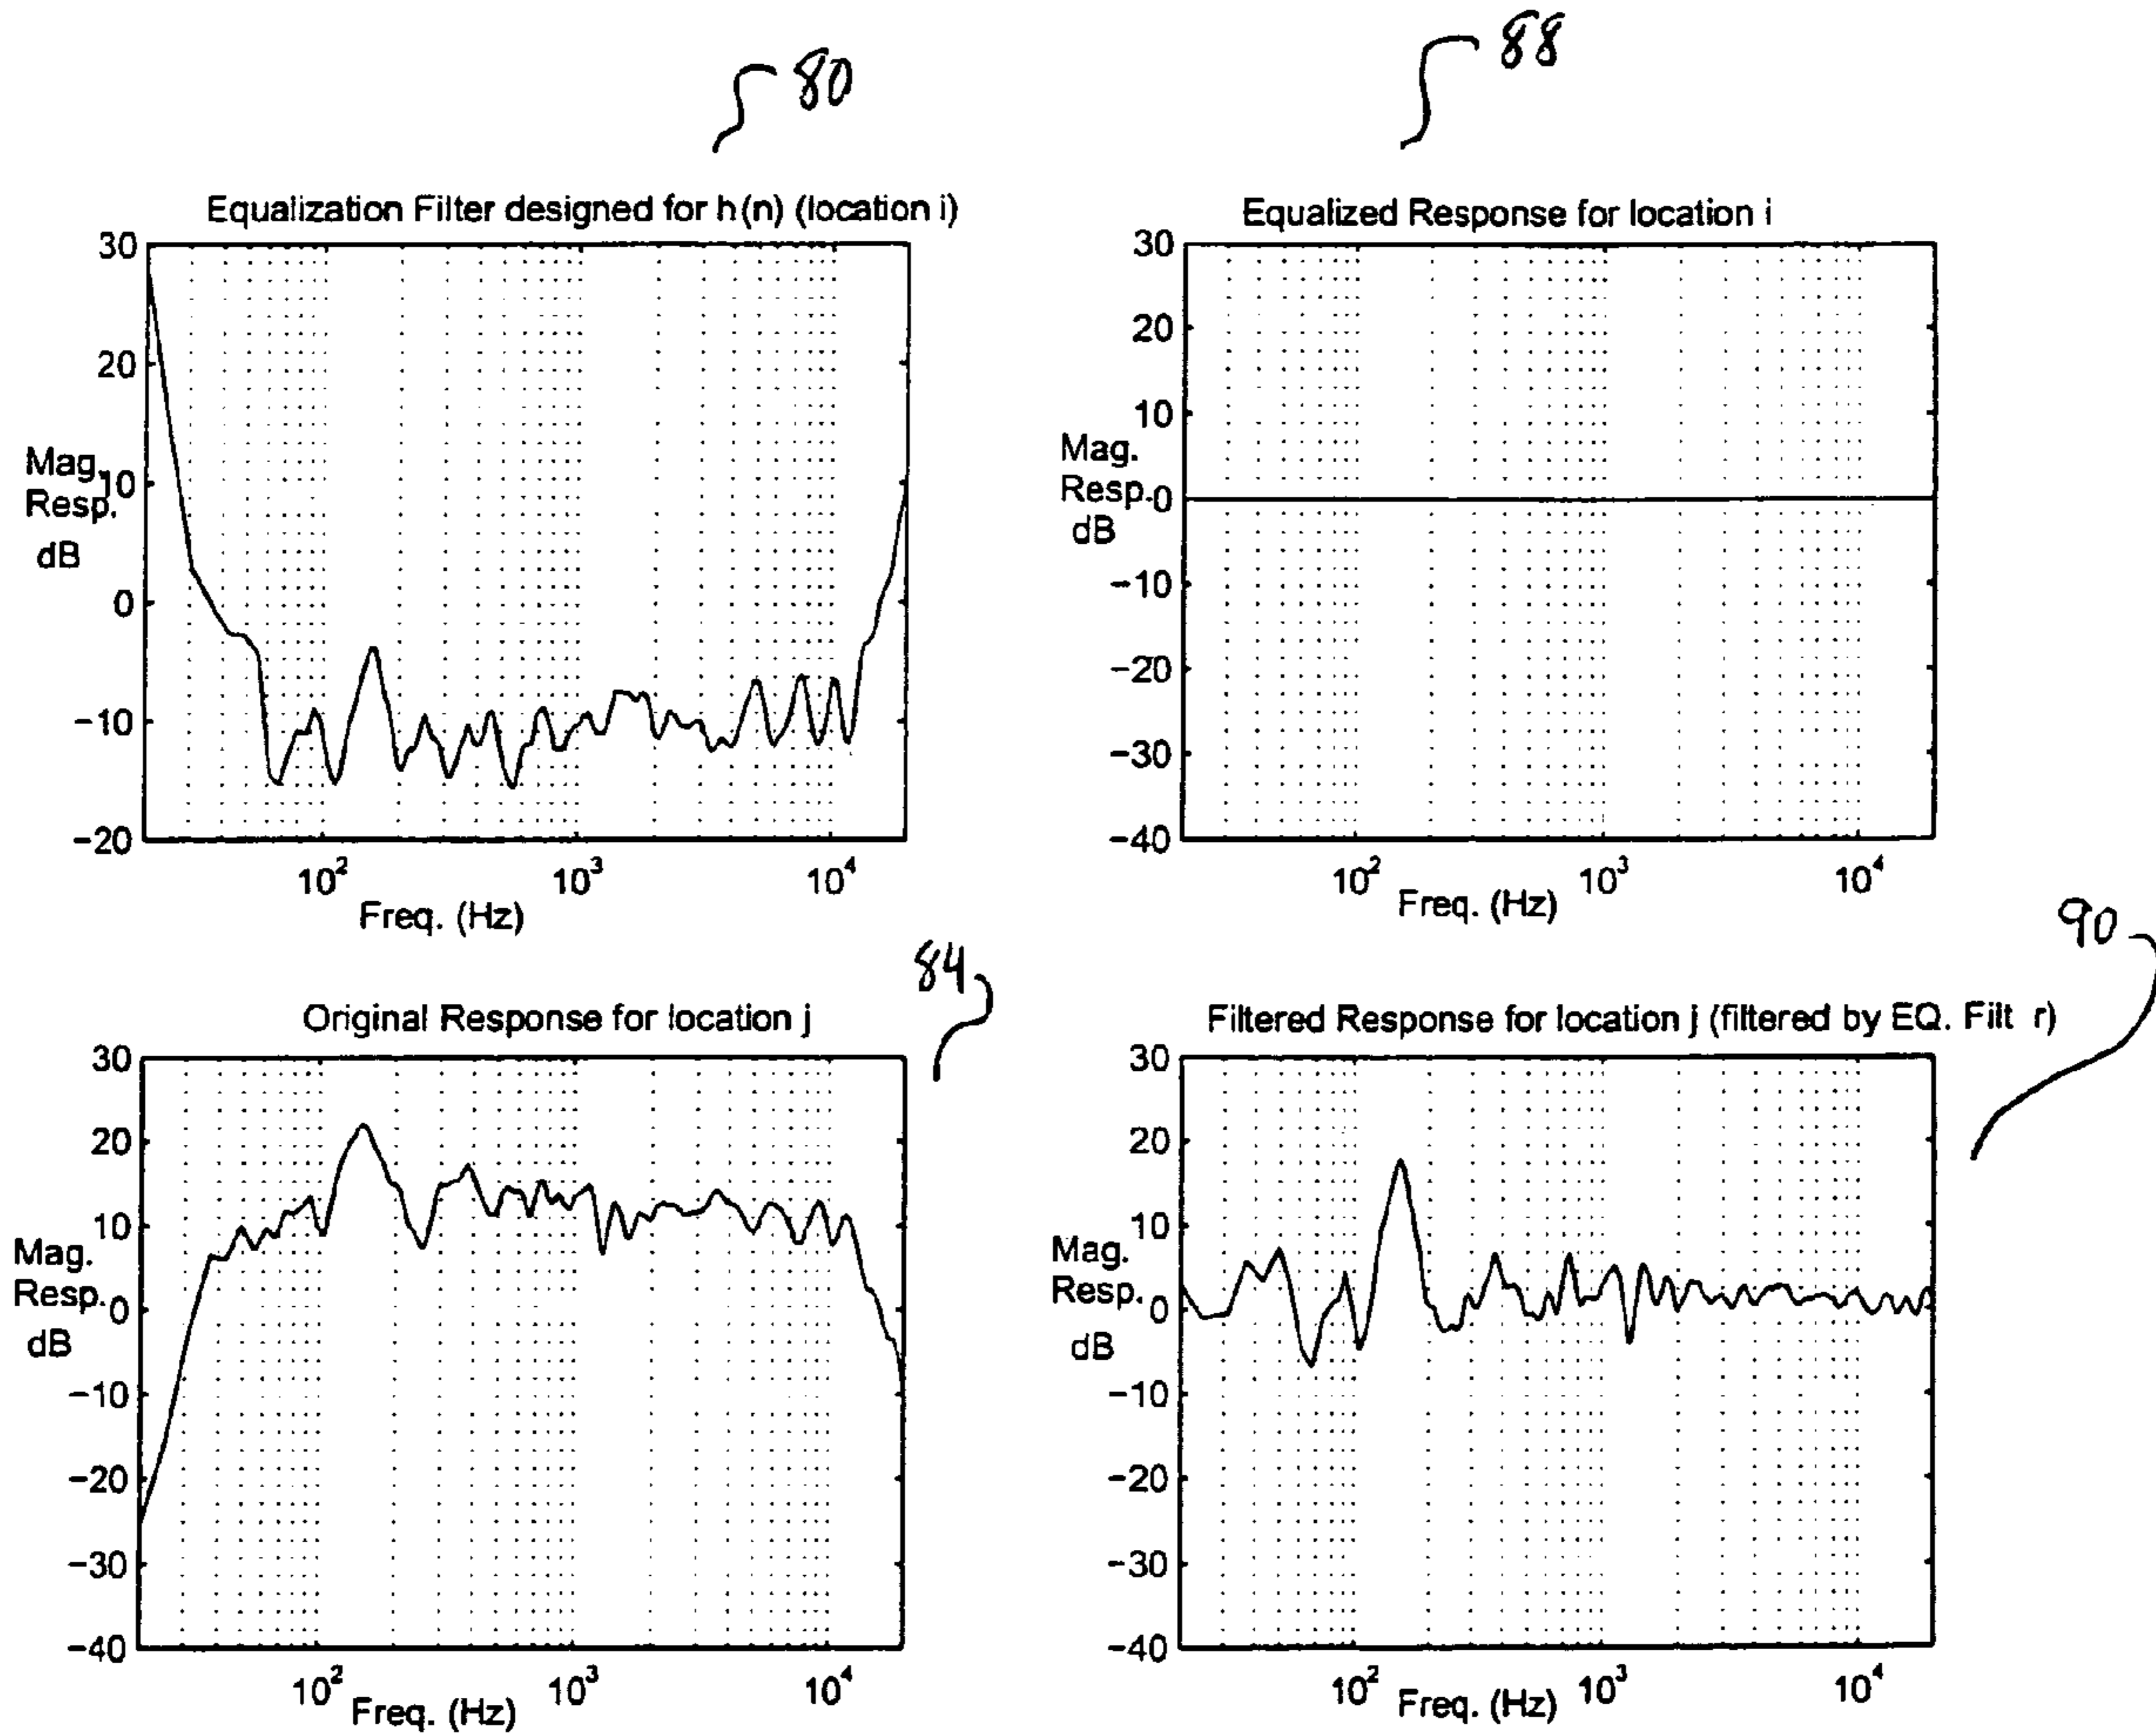 80
88
Equalization Filter designed for h(n) (location i)
30
20
10
0
−10
−20
Mag.
Resp.
dB
10²
10³
10⁴
Freq. (Hz)
Equalized Response for location i
30
20
10
0
−10
−20
−30
−40
Mag.
Resp.
dB
10²
10³
10⁴
Freq. (Hz)
84
90
Original Response for location j
30
20
10
0
−10
−20
−30
−40
Mag.
Resp.
dB
10²
10³
10⁴
Freq. (Hz)
Filtered Response for location j (filtered by EQ. Filt r)
30
20
10
0
−10
−20
−30
−40
Mag.
Resp.
dB
10²
10³
10⁴
Freq. (Hz)